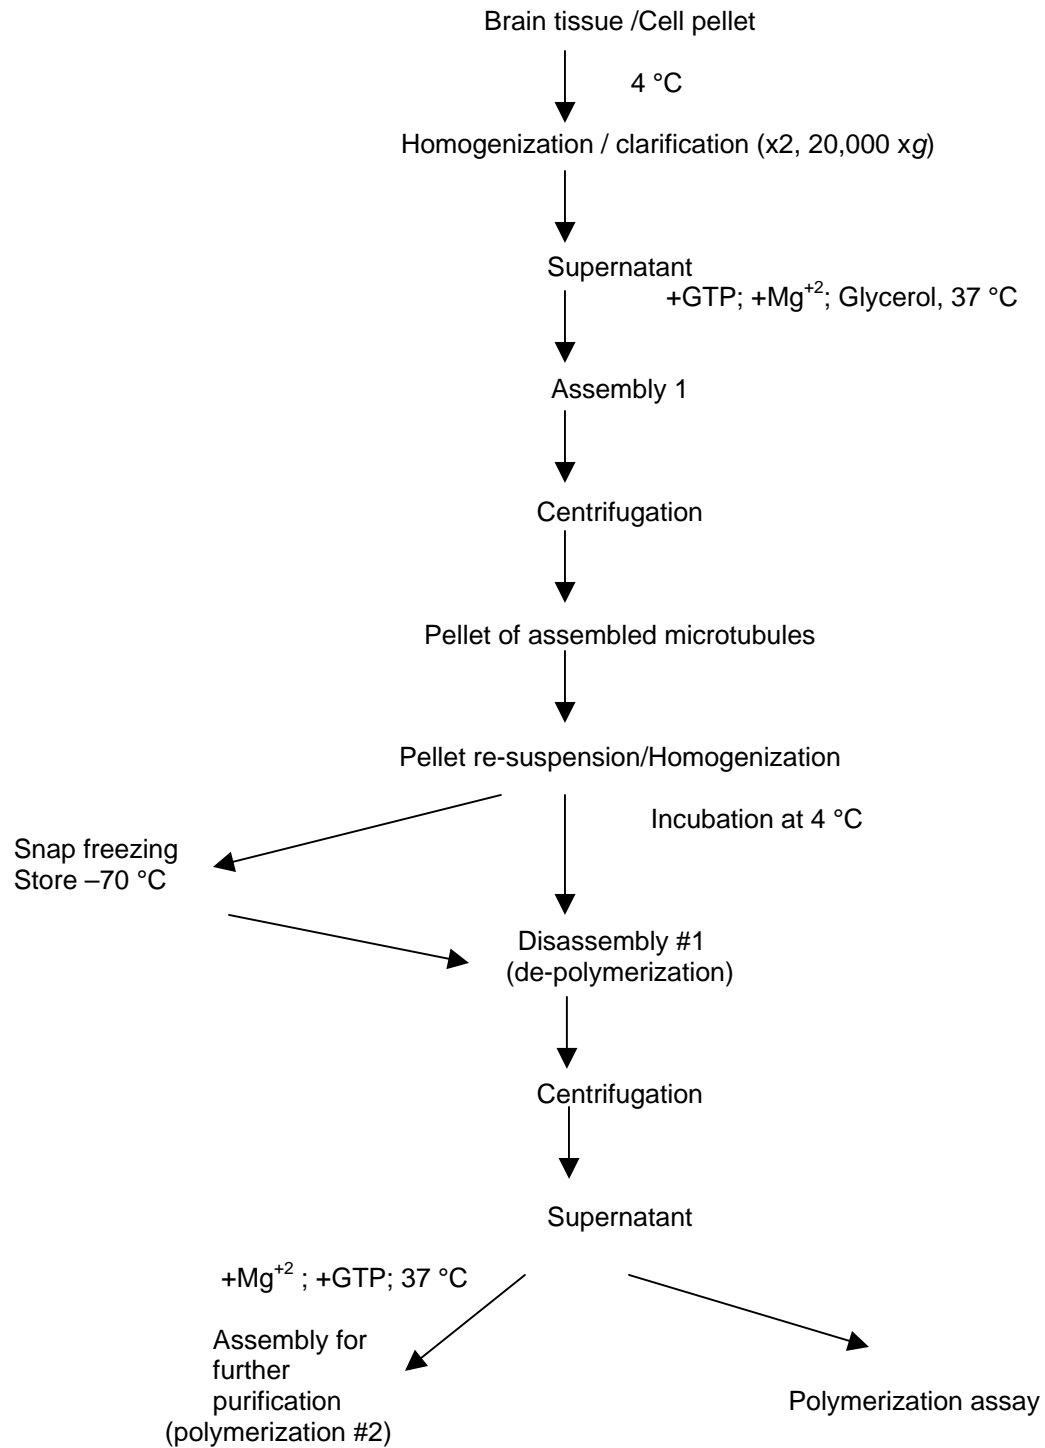 Brain tissue /Cell pellet
4 °C
Homogenization / clarification (x2, 20,000 xg)
Supernatant
+GTP; +Mg+2; Glycerol, 37 °C
Assembly 1
Centrifugation
Pellet of assembled microtubules
Pellet re-suspension/Homogenization
Incubation at 4 °C
Snap freezing
Store –70 °C
Disassembly #1
(de-polymerization)
Centrifugation
Supernatant
+Mg+2 ; +GTP; 37 °C
Assembly for
further
purification
(polymerization #2)
Polymerization assay